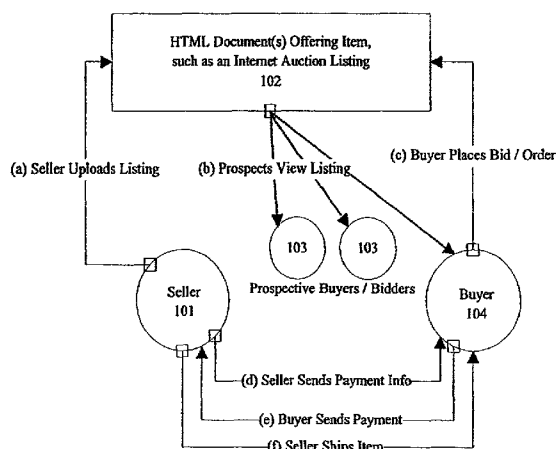 HTML Document(s) Offering Item,
such as an Internet Auction Listing
102
(a) Seller Uploads Listing
(b) Prospects View Listing
(c) Buyer Places Bid / Order
103
103
Prospective Buyers / Bidders
Seller
101
Buyer
104
(d) Seller Sends Payment Info
(e) Buyer Sends Payment
(f) Seller Ships Item